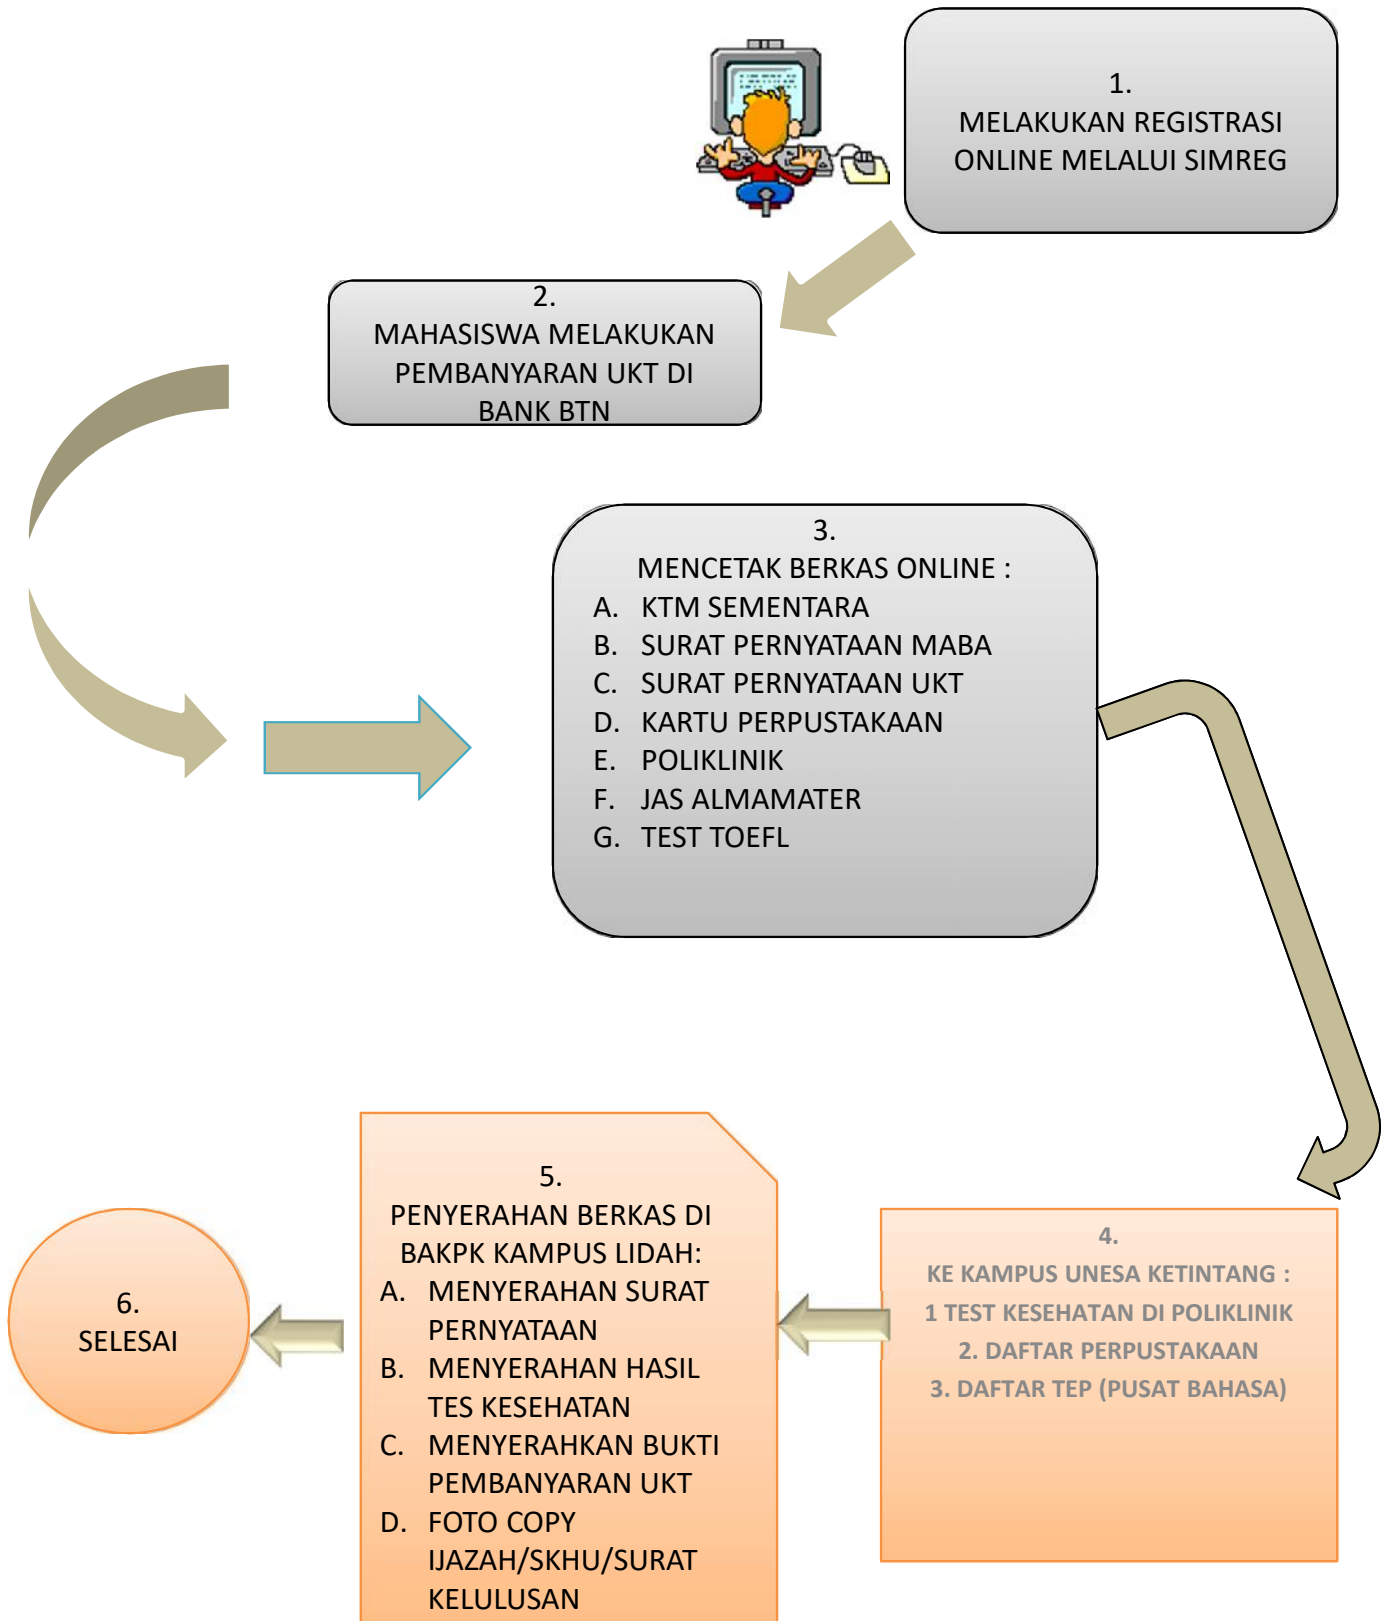 1.
MELAKUKAN REGISTRASI
ONLINE MELALUI SIMREG
2.
MAHASISWA MELAKUKAN
PEMBANYARAN UKT DI
BANK BTN
3.
MENCETAK BERKAS ONLINE :
A. KTM SEMENTARA
B. SURAT PERNYATAAN MABA
C. SURAT PERNYATAAN UKT
D. KARTU PERPUSTAKAAN
E. POLIKLINIK
F. JAS ALMAMATER
G. TEST TOEFL
4.
KE KAMPUS UNESA KETINTANG :
1 TEST KESEHATAN DI POLIKLINIK
2. DAFTAR PERPUSTAKAAN
3. DAFTAR TEP (PUSAT BAHASA)
5.
PENYERAHAN BERKAS DI
BAKPK KAMPUS LIDAH:
A. MENYERAHAN SURAT
PERNYATAAN
B. MENYERAHAN HASIL
TES KESEHATAN
C. MENYERAHKAN BUKTI
PEMBANYARAN UKT
D. FOTO COPY
IJAZAH/SKHU/SURAT
KELULUSAN
6.
SELESAI